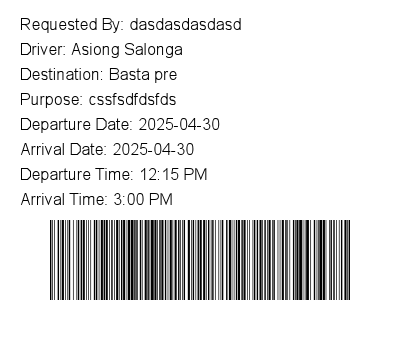 Requested By: dasdasdasdasd
Driver: Asiong Salonga
Destination: Basta pre
Purpose: cssfsdfdsfds
Departure Date: 2025-04-30
Arrival Date: 2025-04-30
Departure Time: 12:15 PM
Arrival Time: 3:00 PM